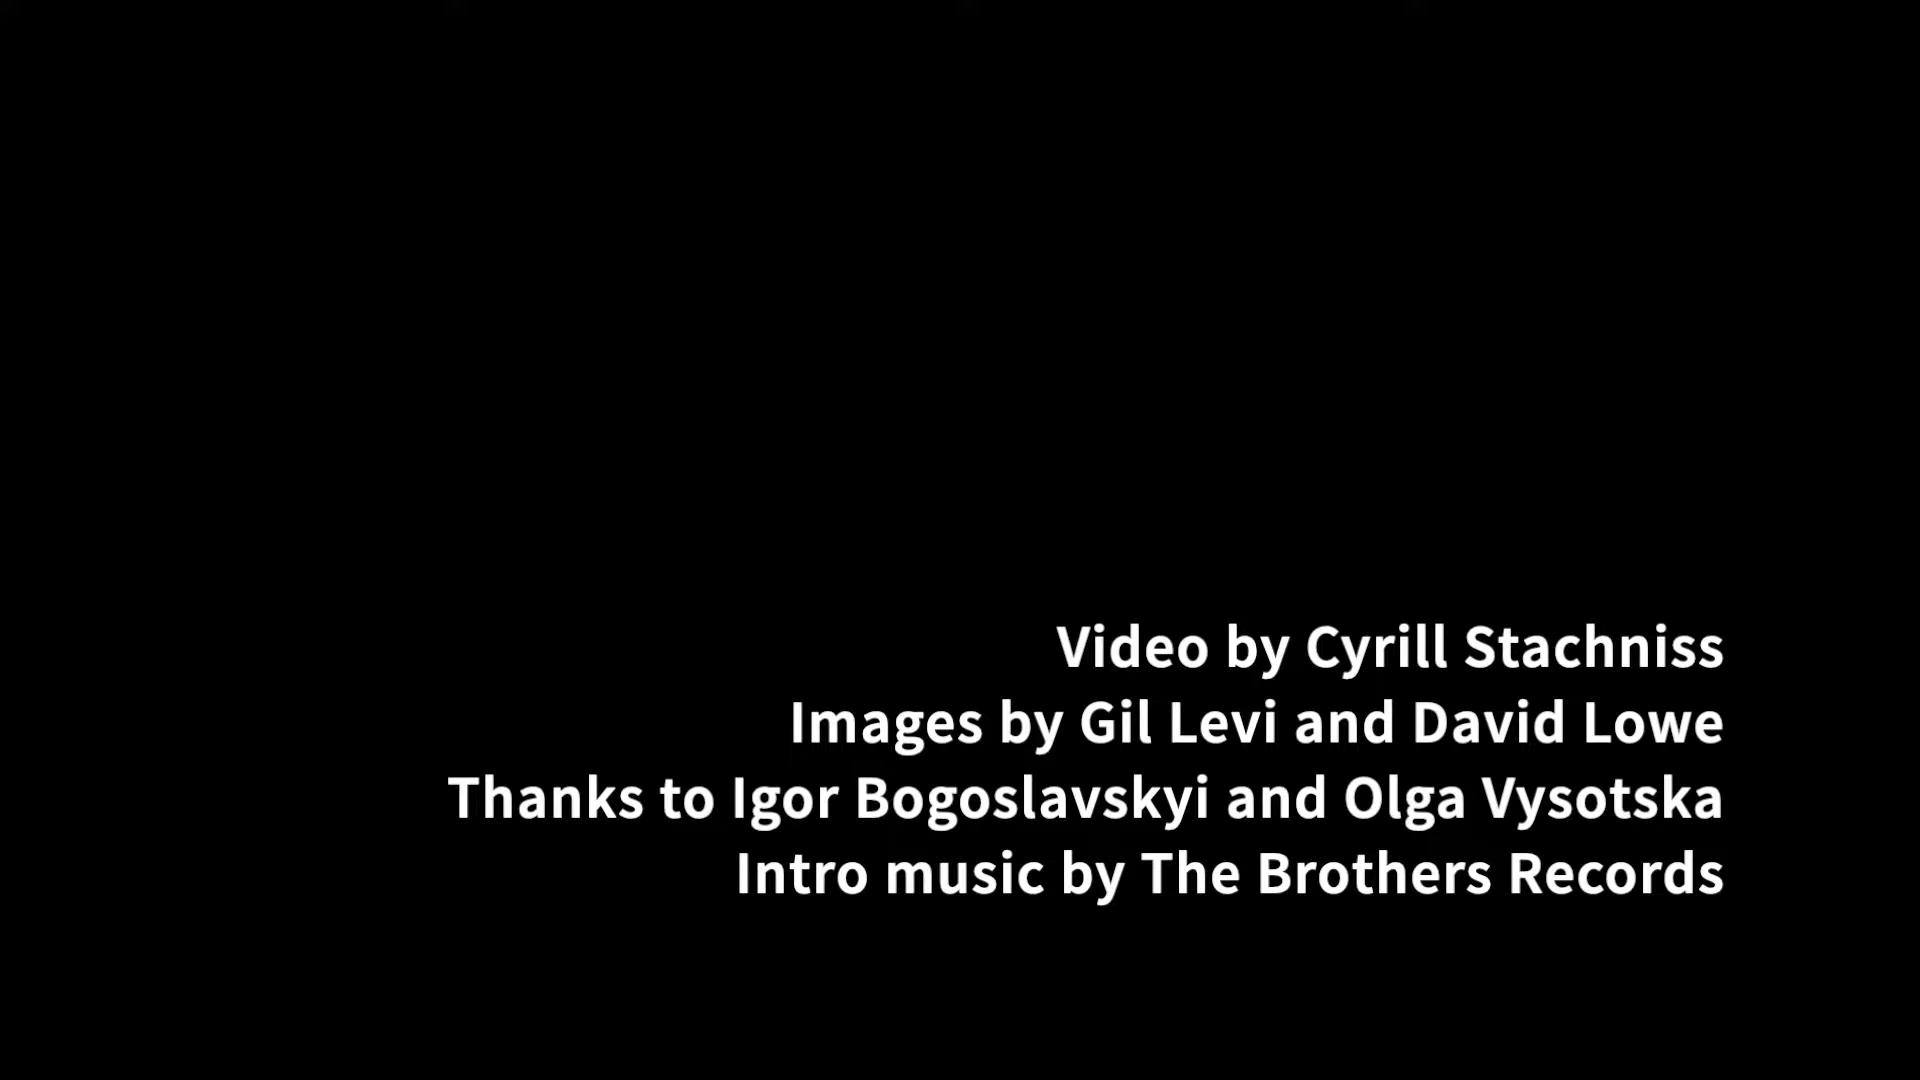 Video by Cyrill Stachniss
Images by Gil Levi and David Lowe
Thanks to Igor Bogoslavskyi and Olga Vysotska
Intro music by The Brothers Records